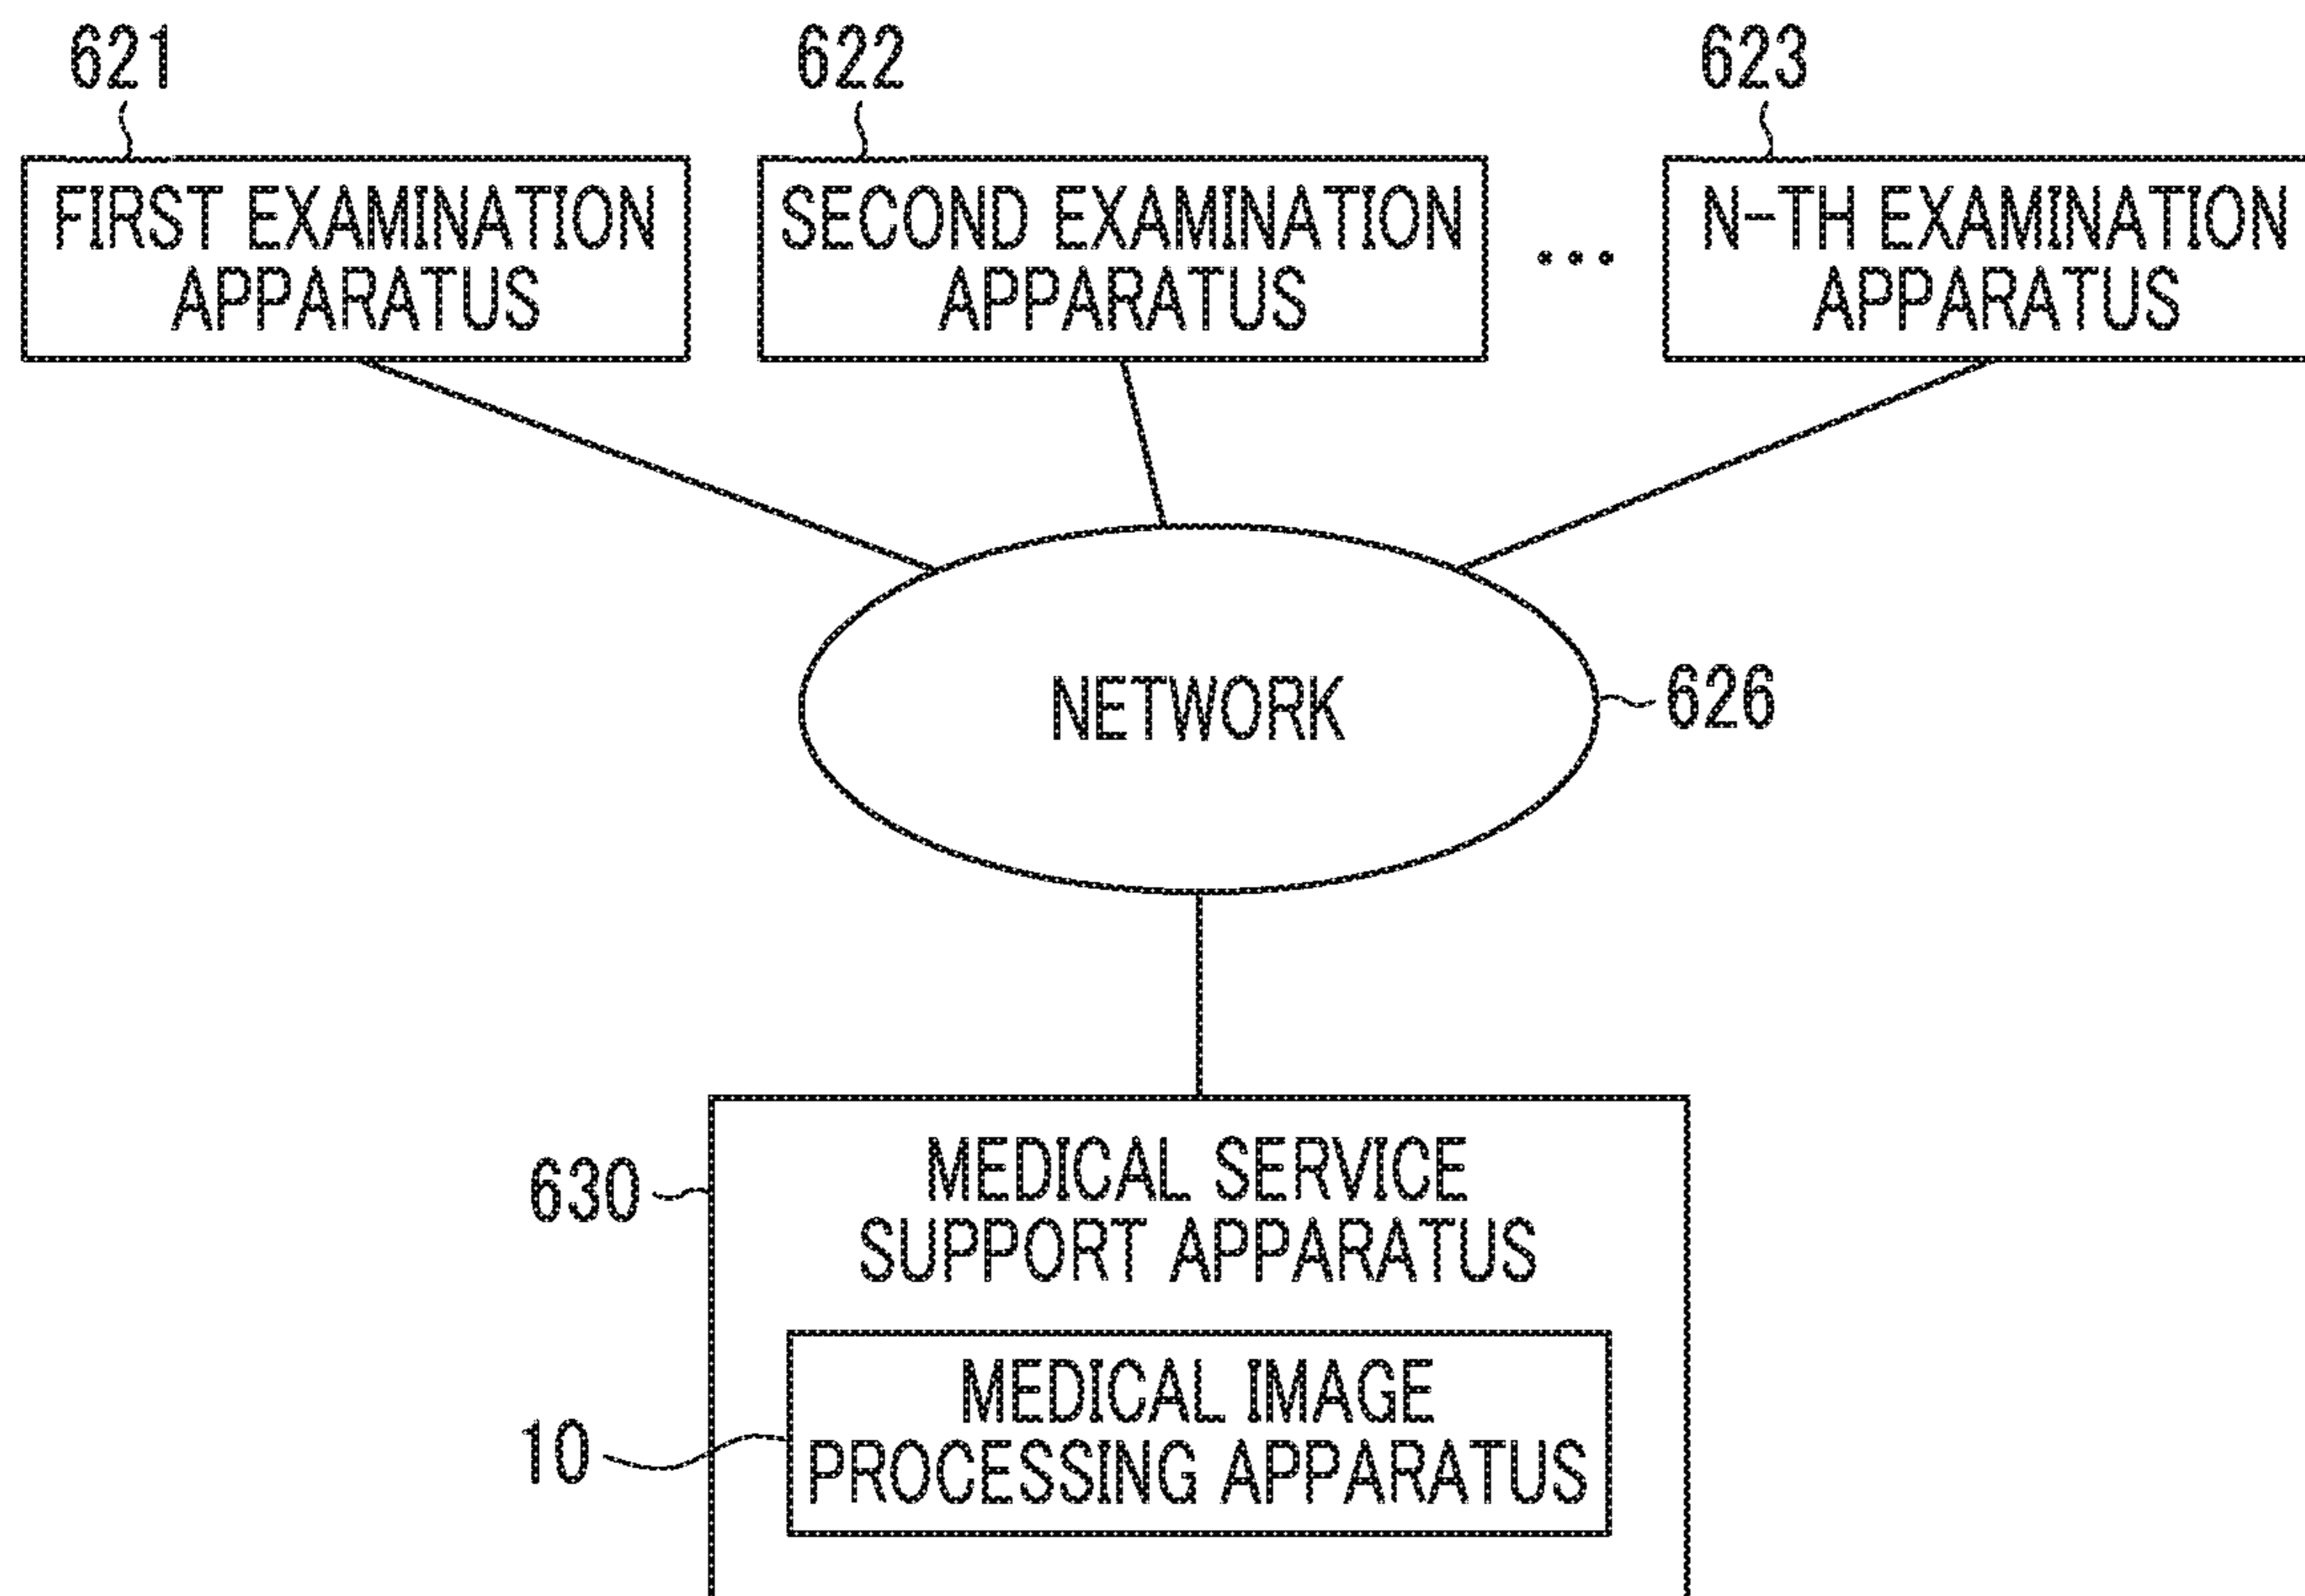 621
622
623
FIRST EXAMINATION
APPARATUS
SECOND EXAMINATION
APPARATUS
...
N-TH EXAMINATION
APPARATUS
NETWORK
626
630
MEDICAL SERVICE
SUPPORT APPARATUS
10
MEDICAL IMAGE
PROCESSING APPARATUS